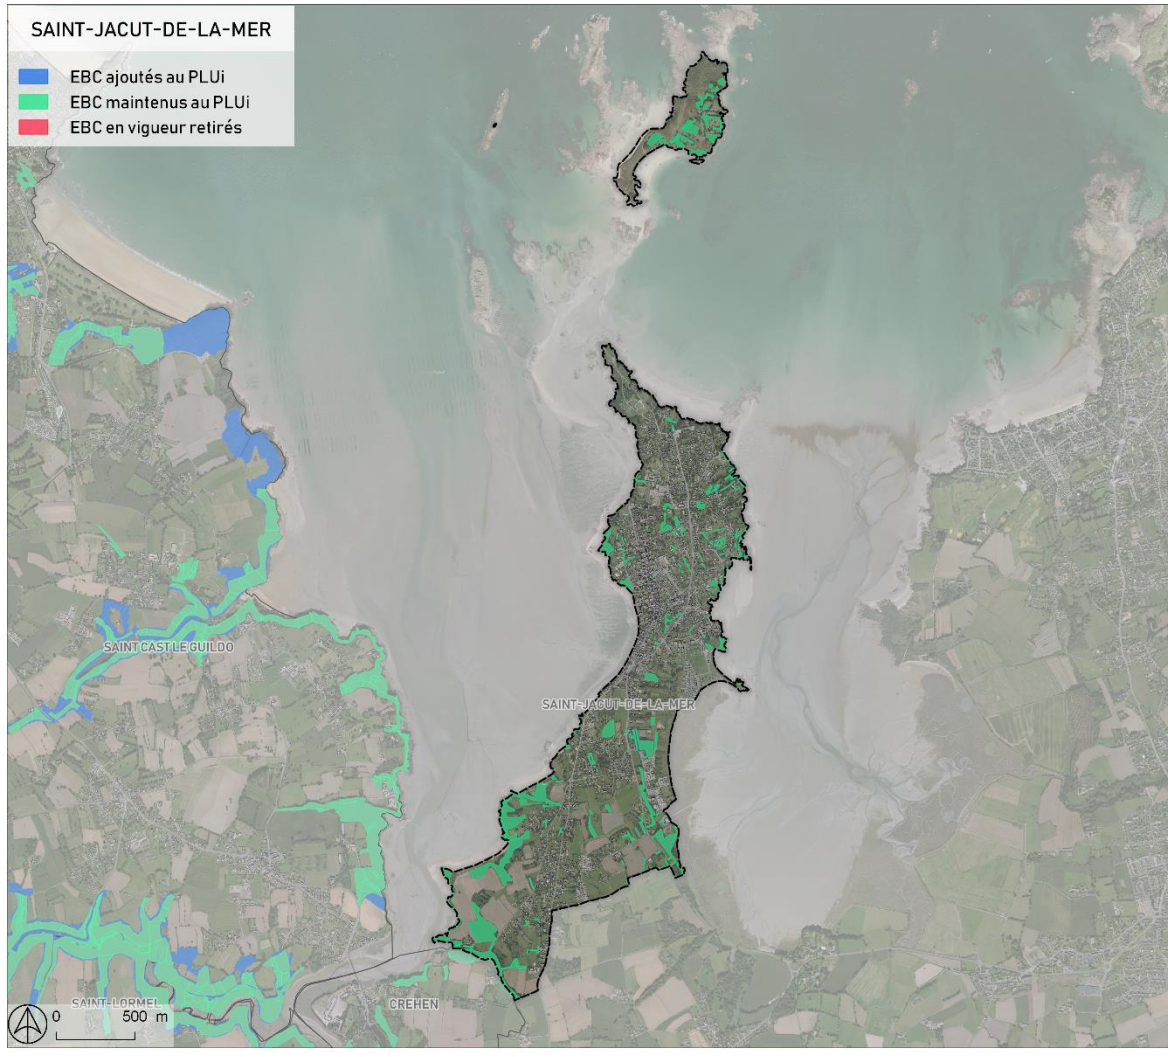 SAINT-JACUT-DE-LA-MER
EBC ajoutés au PLUi
EBC maintenus au PLUi
EBC en vigueur retirés
SAINT CAST LE GUILDO
SAINT-JACUT-DE-LA-MER
SAINT-LORMEL
CREHEN
0 500 m